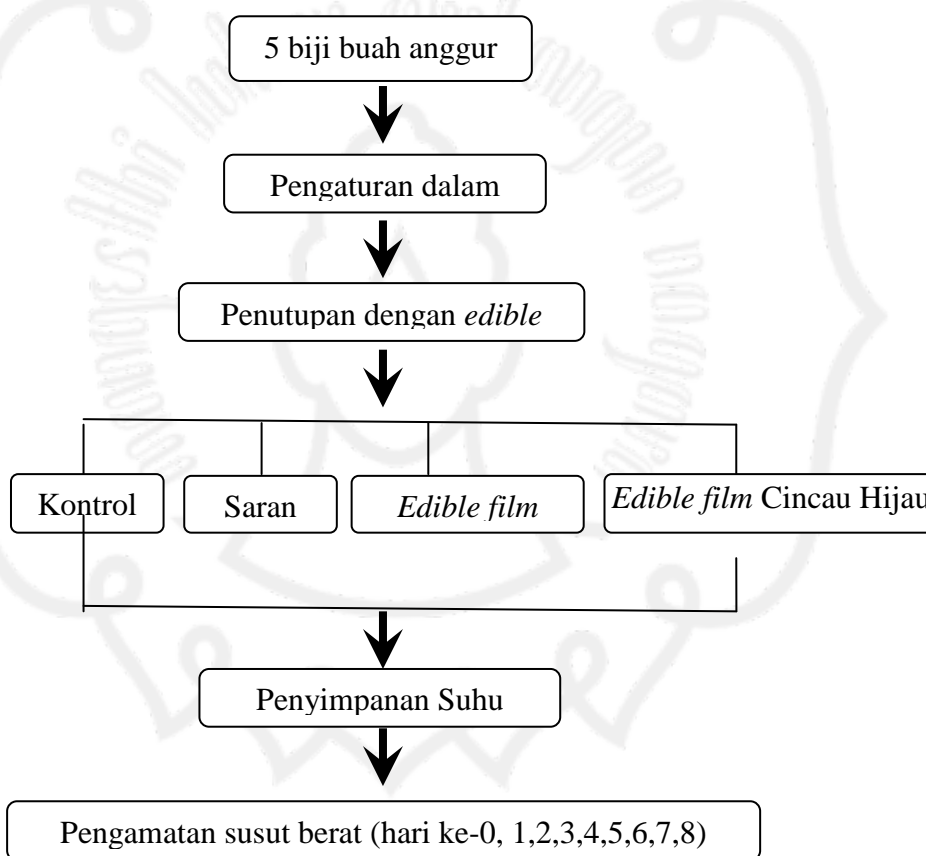 5 biji buah anggur
Pengaturan dalam
Penutupan dengan edible
Kontrol
Saran
Edible film
Edible film Cincau Hijau
Penyimpanan Suhu
Pengamatan susut berat (hari ke-0, 1,2,3,4,5,6,7,8)